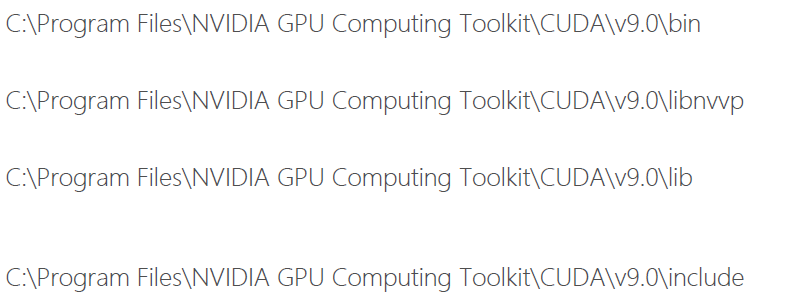 C:\Program Files\NVIDIA GPU Computing Toolkit\CUDA\v9.0\bin
C:\Program Files\NVIDIA GPU Computing Toolkit\CUDA\v9.0\libnvvp
C:\Program Files\NVIDIA GPU Computing Toolkit\CUDA\v9.0\lib
C:\Program Files\NVIDIA GPU Computing Toolkit\CUDA\v9.0\include